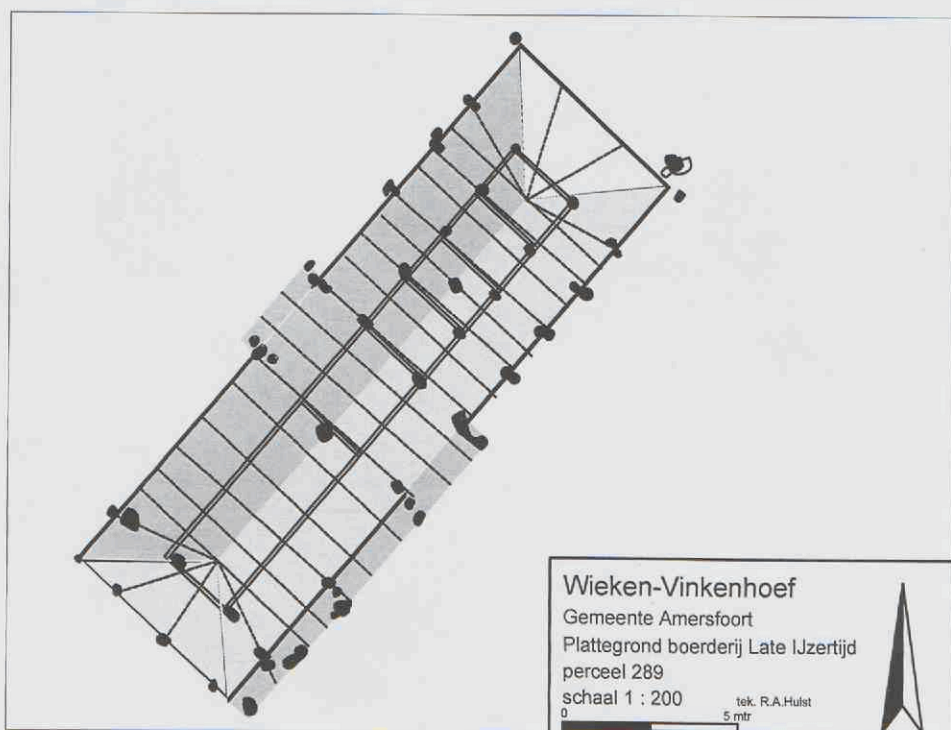 Wieken-Vinkenhoef
Gemeente Amersfoort
Plattegrond boerderij Late IJzertijd
perceel 289
schaal 1 : 200 tek. R.A.Hulst
0 5 mtr